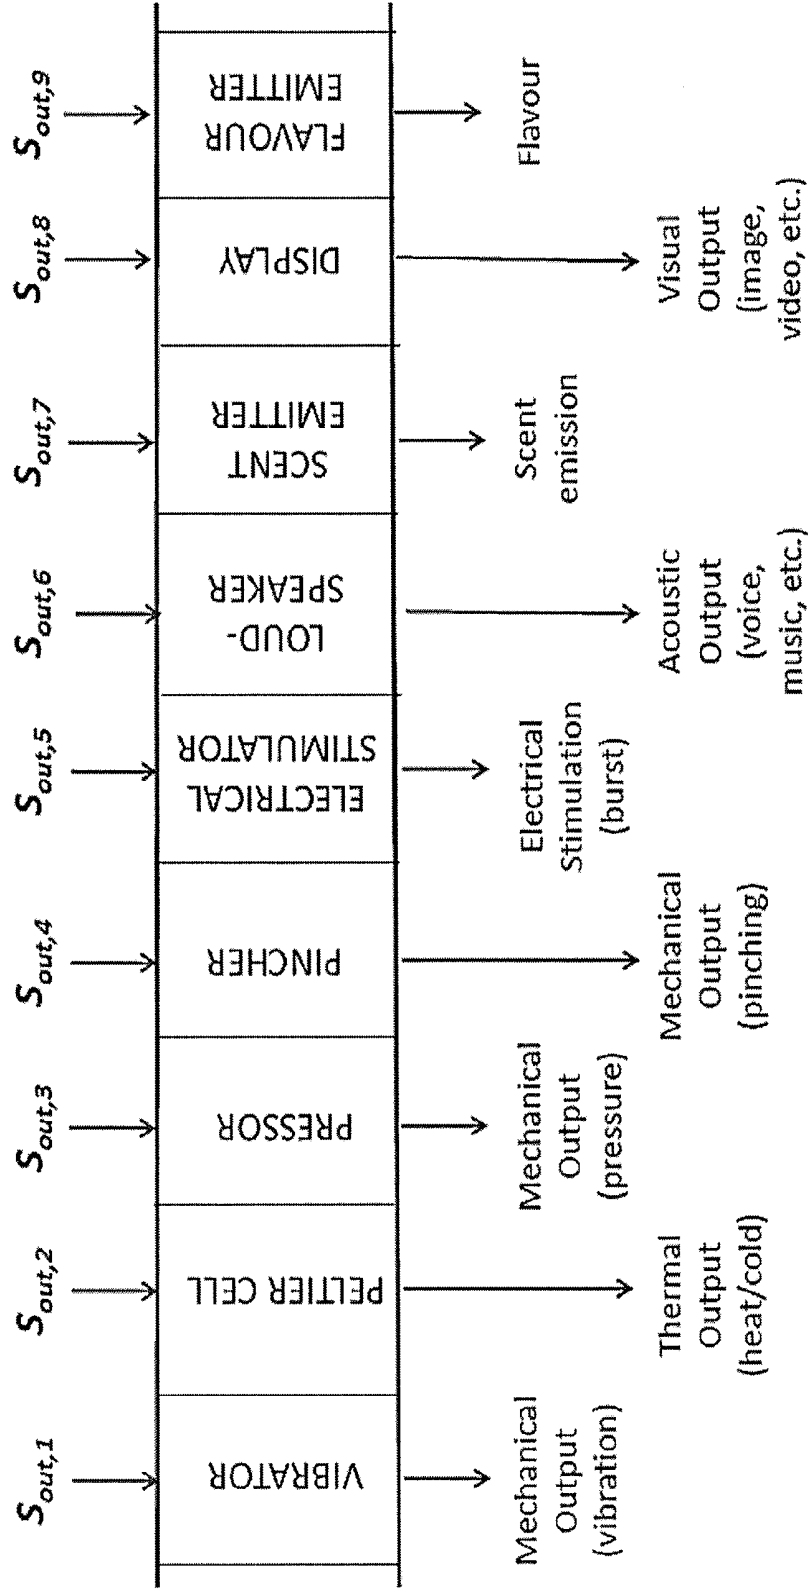 S_out,1
S_out,2
S_out,3
S_out,4
S_out,5
S_out,6
S_out,7
S_out,8
S_out,9
VIBRATOR
PELTIER CELL
PRESSOR
PINCHER
ELECTRICAL
STIMULATOR
LOUD-
SPEAKER
SCENT
EMITTER
DISPLAY
FLAVOUR
EMITTER
Mechanical
Output
(vibration)
Thermal
Output
(heat/cold)
Mechanical
Output
(pressure)
Mechanical
Output
(pinching)
Electrical
Stimulation
(burst)
Acoustic
Output
(voice,
music, etc.)
Scent
emission
Visual
Output
(image,
video, etc.)
Flavour